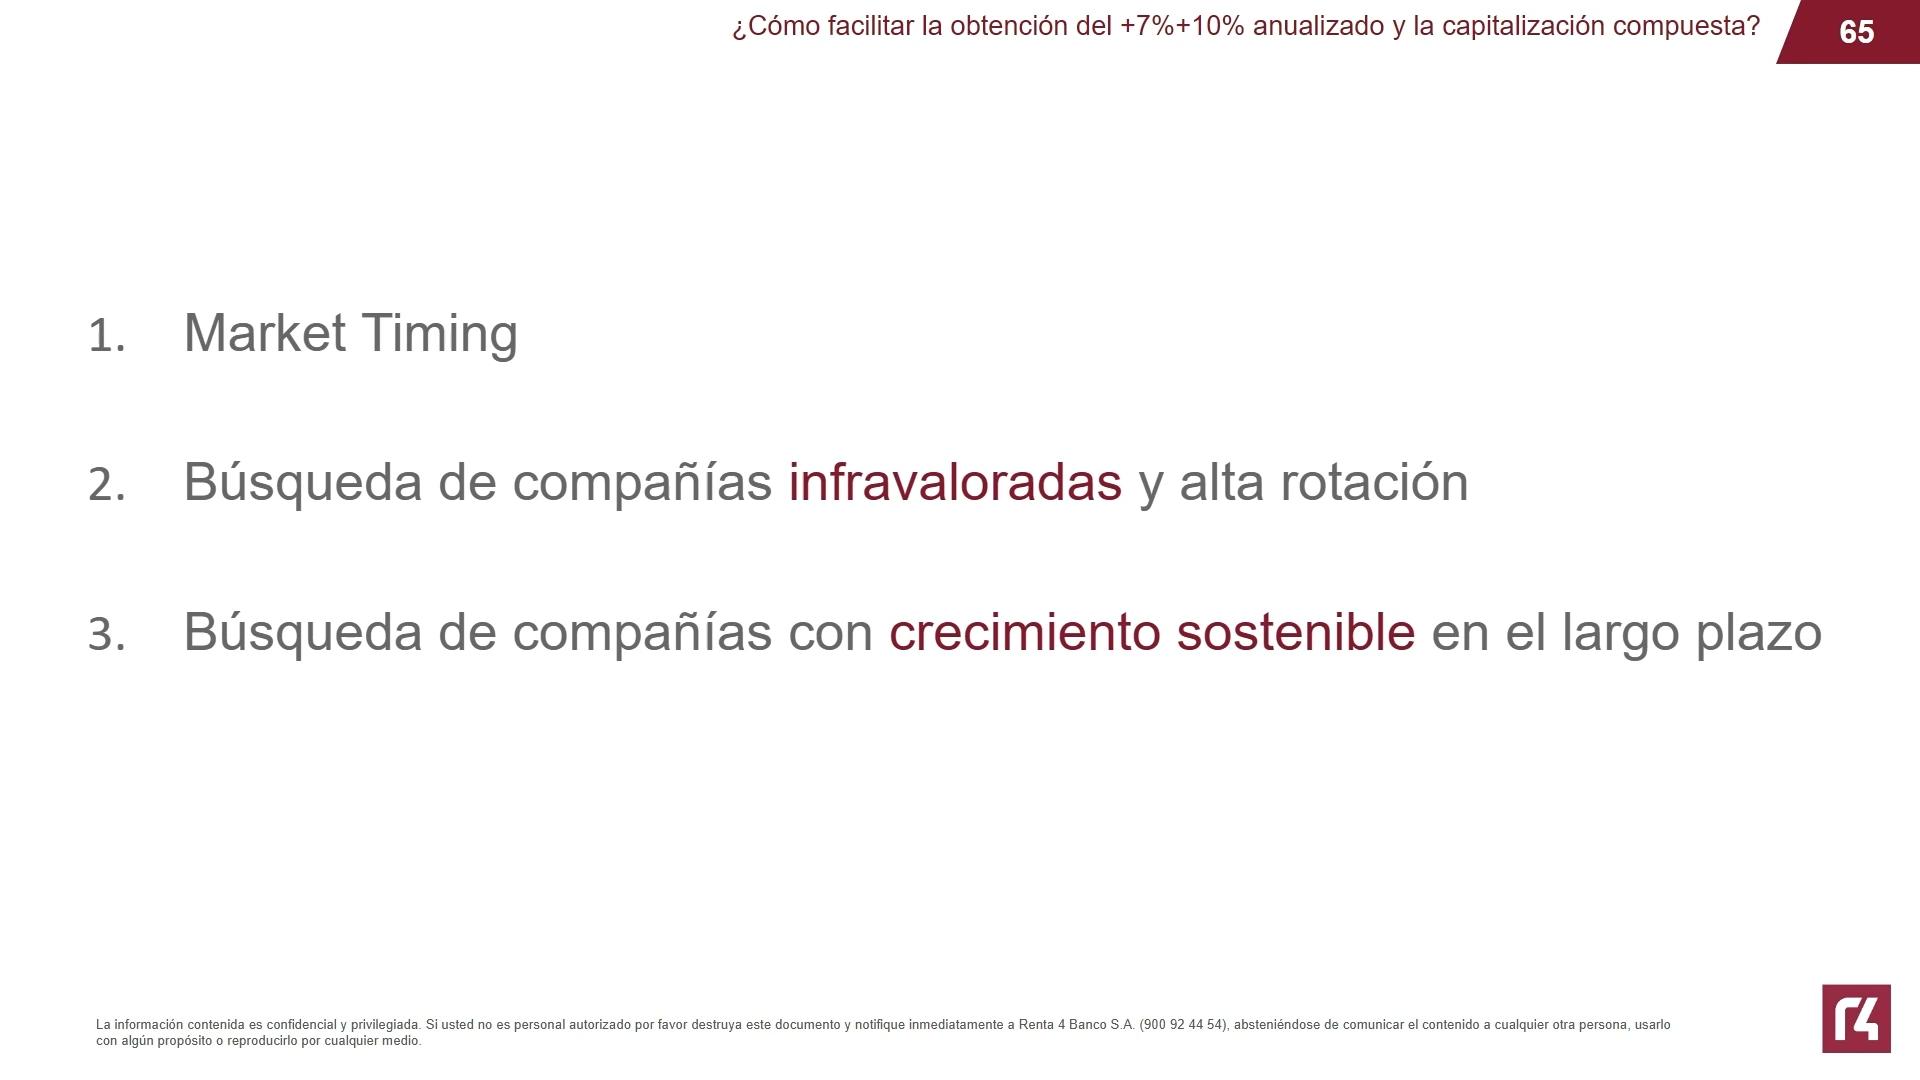 ¿Cómo facilitar la obtención del +7%+10% anualizado y la capitalización compuesta?
65
1. Market Timing
2. Búsqueda de compañías infravaloradas y alta rotación
3. Búsqueda de compañías con crecimiento sostenible en el largo plazo
La información contenida es confidencial y privilegiada. Si usted no es personal autorizado por favor destruya este documento y notifique inmediatamente a Renta 4 Banco S.A. (900 92 44 54), absteniéndose de comunicar el contenido a cualquier otra persona, usarlo
con algún propósito o reproducirlo por cualquier medio.
r4